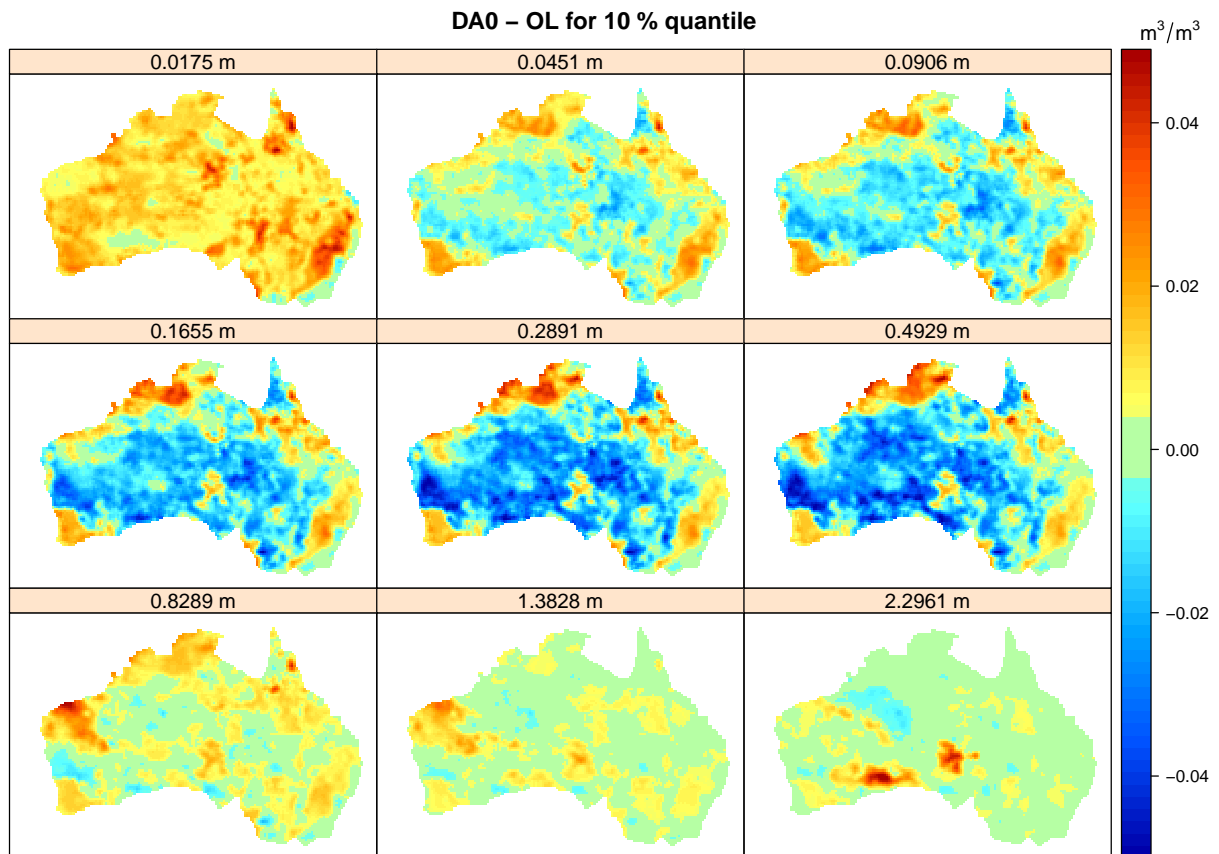 DA0 – OL for 10 % quantile
m³/m³
0.0175 m
0.0451 m
0.0906 m
0.1655 m
0.2891 m
0.4929 m
0.8289 m
1.3828 m
2.2961 m
0.04
0.02
0.00
−0.02
−0.04